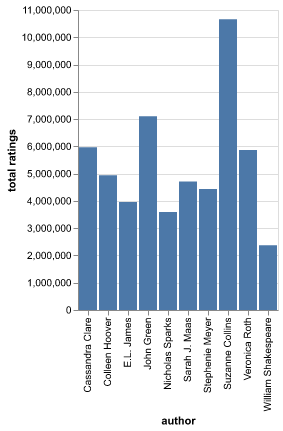 11,000,000
10,000,000
9,000,000
8,000,000
7,000,000
6,000,000
5,000,000
4,000,000
3,000,000
2,000,000
1,000,000
0
total ratings
Cassandra Clare
Colleen Hoover
E.L. James
John Green
Nicholas Sparks
Sarah J. Maas
Stephenie Meyer
Suzanne Collins
Veronica Roth
William Shakespeare
author